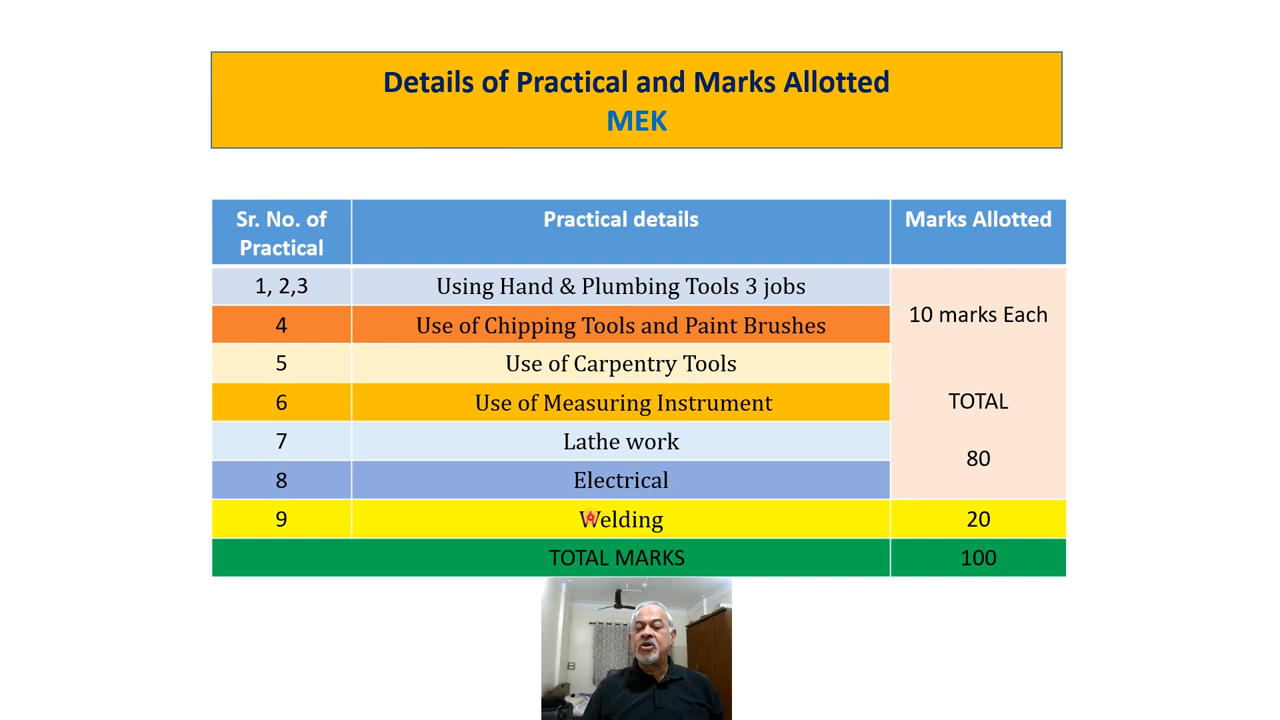 Details of Practical and Marks Allotted
MEK
Sr. No. of Practical Practical details Marks Allotted
1, 2,3 Using Hand & Plumbing Tools 3 jobs 10 marks Each
4 Use of Chipping Tools and Paint Brushes
5 Use of Carpentry Tools
6 Use of Measuring Instrument TOTAL
7 Lathe work 80
8 Electrical
9 Welding 20
TOTAL MARKS 100